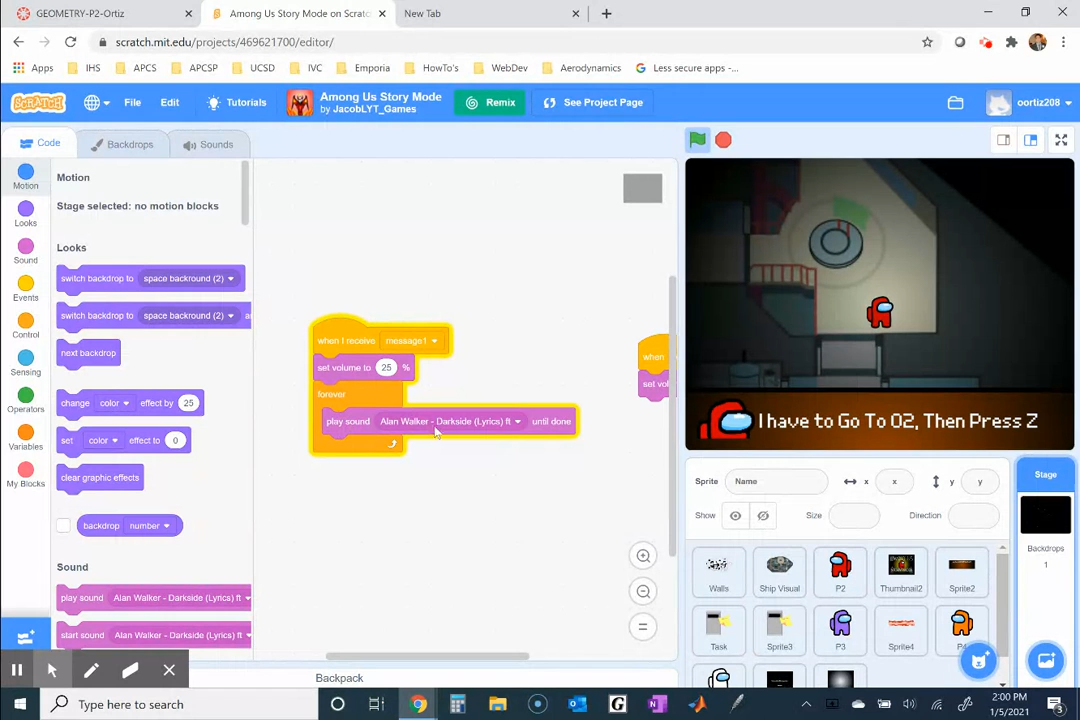 GEOMETRY-P2-Ortiz
Among Us Story Mode on Scratc
New Tab
scratch.mit.edu/projects/469621700/editor/
Apps
IHS
APCS
APCSP
UCSD
IVC
Emporia
HowTo's
WebDev
Aerodynamics
Less secure apps -...
SCRATCH
File
Edit
Tutorials
Among Us Story Mode
by JacobLYT_Games
Remix
See Project Page
oortiz208
Code
Backdrops
Sounds
Motion
Looks
Sound
Events
Control
Sensing
Operators
Variables
My Blocks
Motion
Stage selected: no motion blocks
Looks
switch backdrop to space backround (2)
switch backdrop to space backround (2) a
next backdrop
change color effect by 25
set color effect to 0
clear graphic effects
backdrop number
Sound
play sound Alan Walker - Darkside (Lyrics) ft
start sound Alan Walker - Darkside (Lyrics) ft
when I receive message1
set volume to 25 %
forever
play sound Alan Walker - Darkside (Lyrics) ft until done
when
set vol
I have to Go To O2, Then Press Z
Sprite Name x x y y
Show Size Direction
Stage
Backdrops
1
Walls
Ship Visual
P2
Thumbnail2
Sprite2
Task
Sprite3
P3
Sprite4
Backpack
Type here to search
2:00 PM
1/5/2021